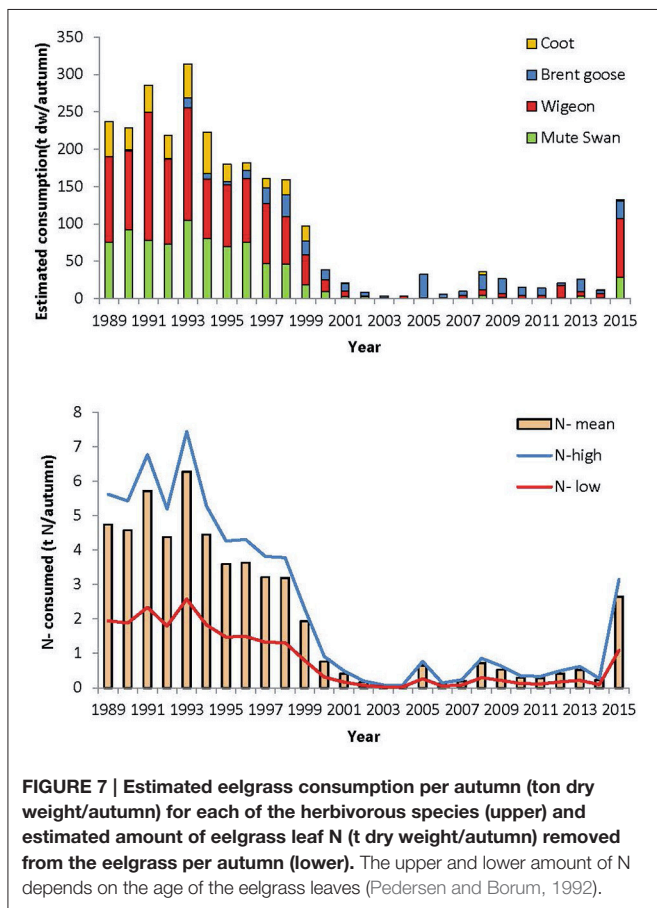 350
300
250
200
150
100
50
0
Estimated consumption(t dw/autumn)
Coot
Brent goose
Wigeon
Mute Swan
1989 1991 1993 1995 1997 1999 2001 2003 2005 2007 2009 2011 2013 2015
Year
8
7
6
5
4
3
2
1
0
N-consumed (t N/autumn)
N- mean
N-high
N- low
1989 1991 1993 1995 1997 1999 2001 2003 2005 2007 2009 2011 2013 2015
Year
FIGURE 7 | Estimated eelgrass consumption per autumn (ton dry
weight/autumn) for each of the herbivorous species (upper) and
estimated amount of eelgrass leaf N (t dry weight/autumn) removed
from the eelgrass per autumn (lower). The upper and lower amount of N
depends on the age of the eelgrass leaves (Pedersen and Borum, 1992).